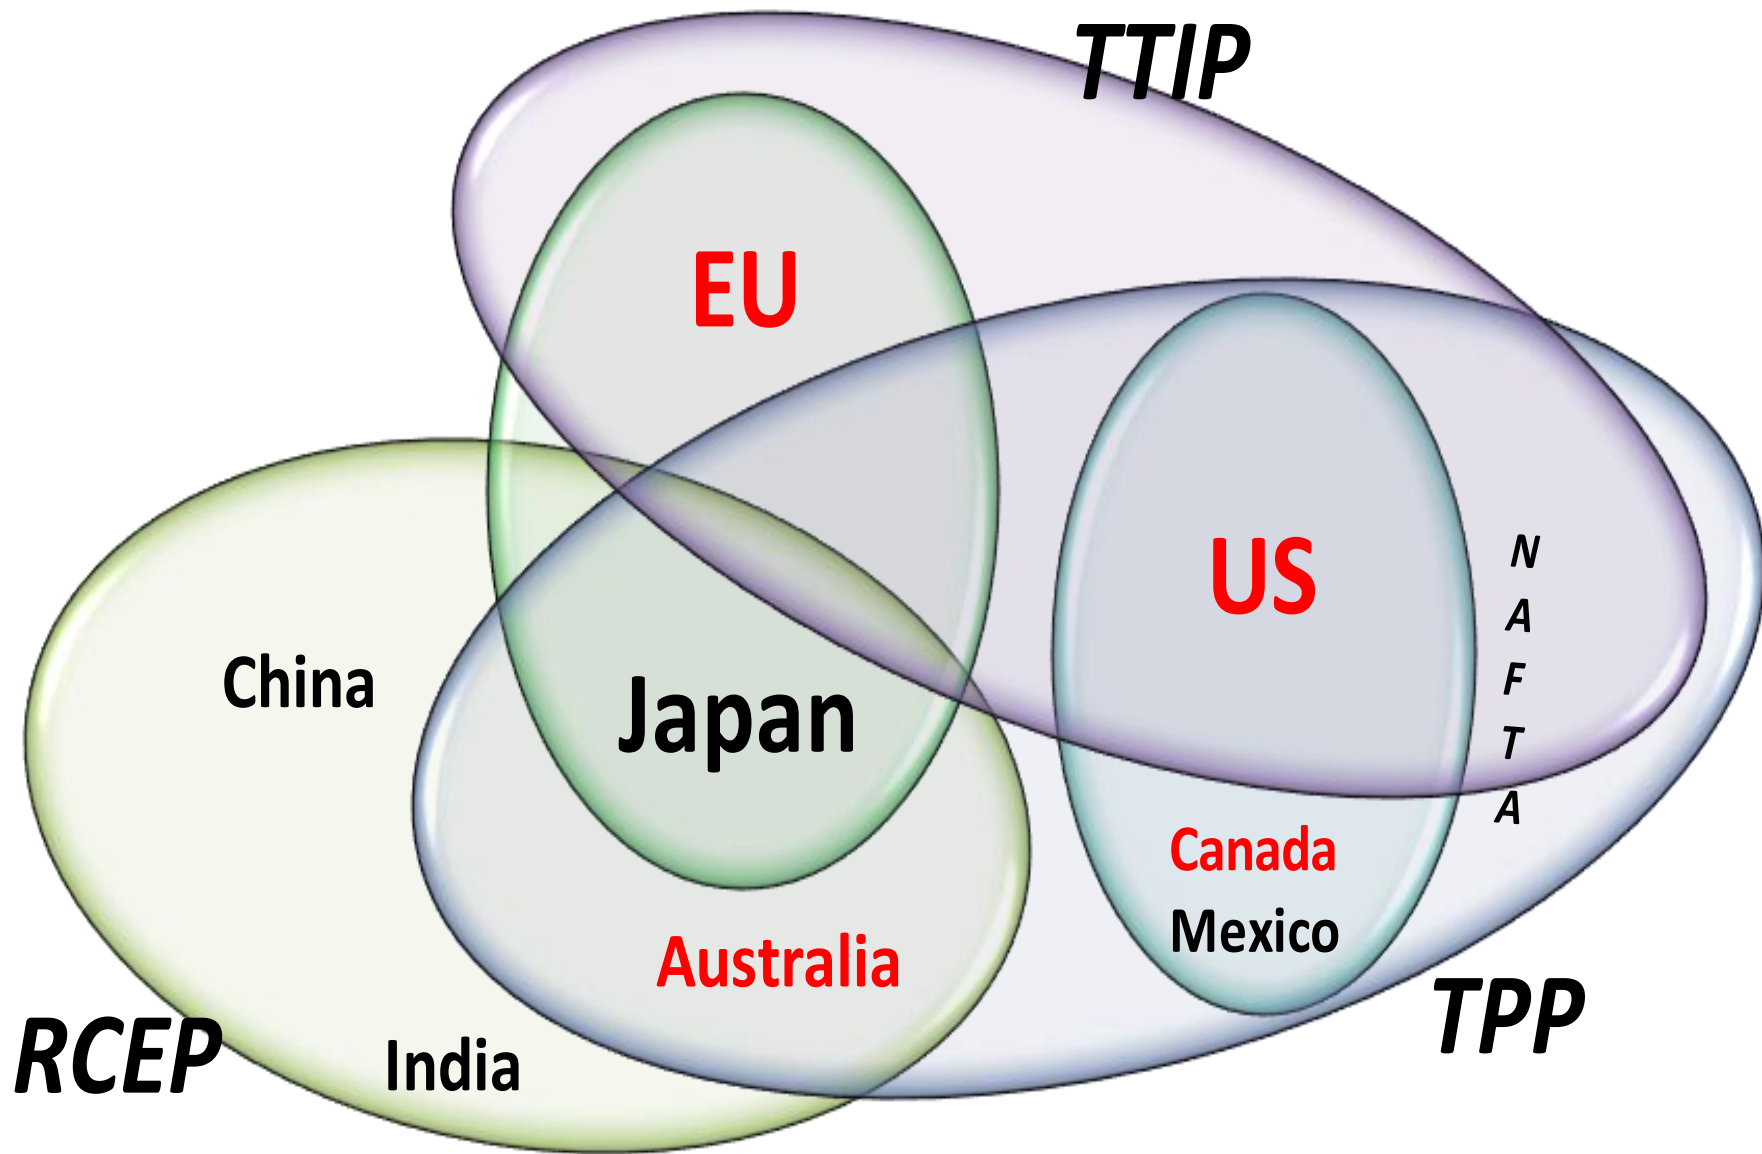 TTIP
EU
US
N
A
F
T
A
China
Japan
Canada
Mexico
Australia
TPP
RCEP
India